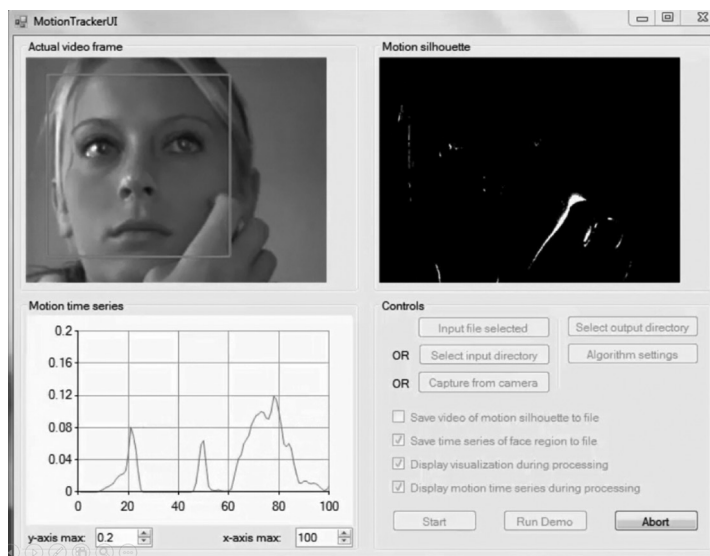 MotionTrackerUI
Actual video frame
Motion silhouette
Motion time series
0.2
0.16
0.12
0.08
0.04
0
0 20 40 60 80 100
y-axis max: 0.2 x-axis max: 100
Controls
Input file selected Select output directory
OR Select input directory Algorithm settings
OR Capture from camera
Save video of motion silhouette to file
Save time series of face region to file
Display visualization during processing
Display motion time series during processing
Start Run Demo Abort